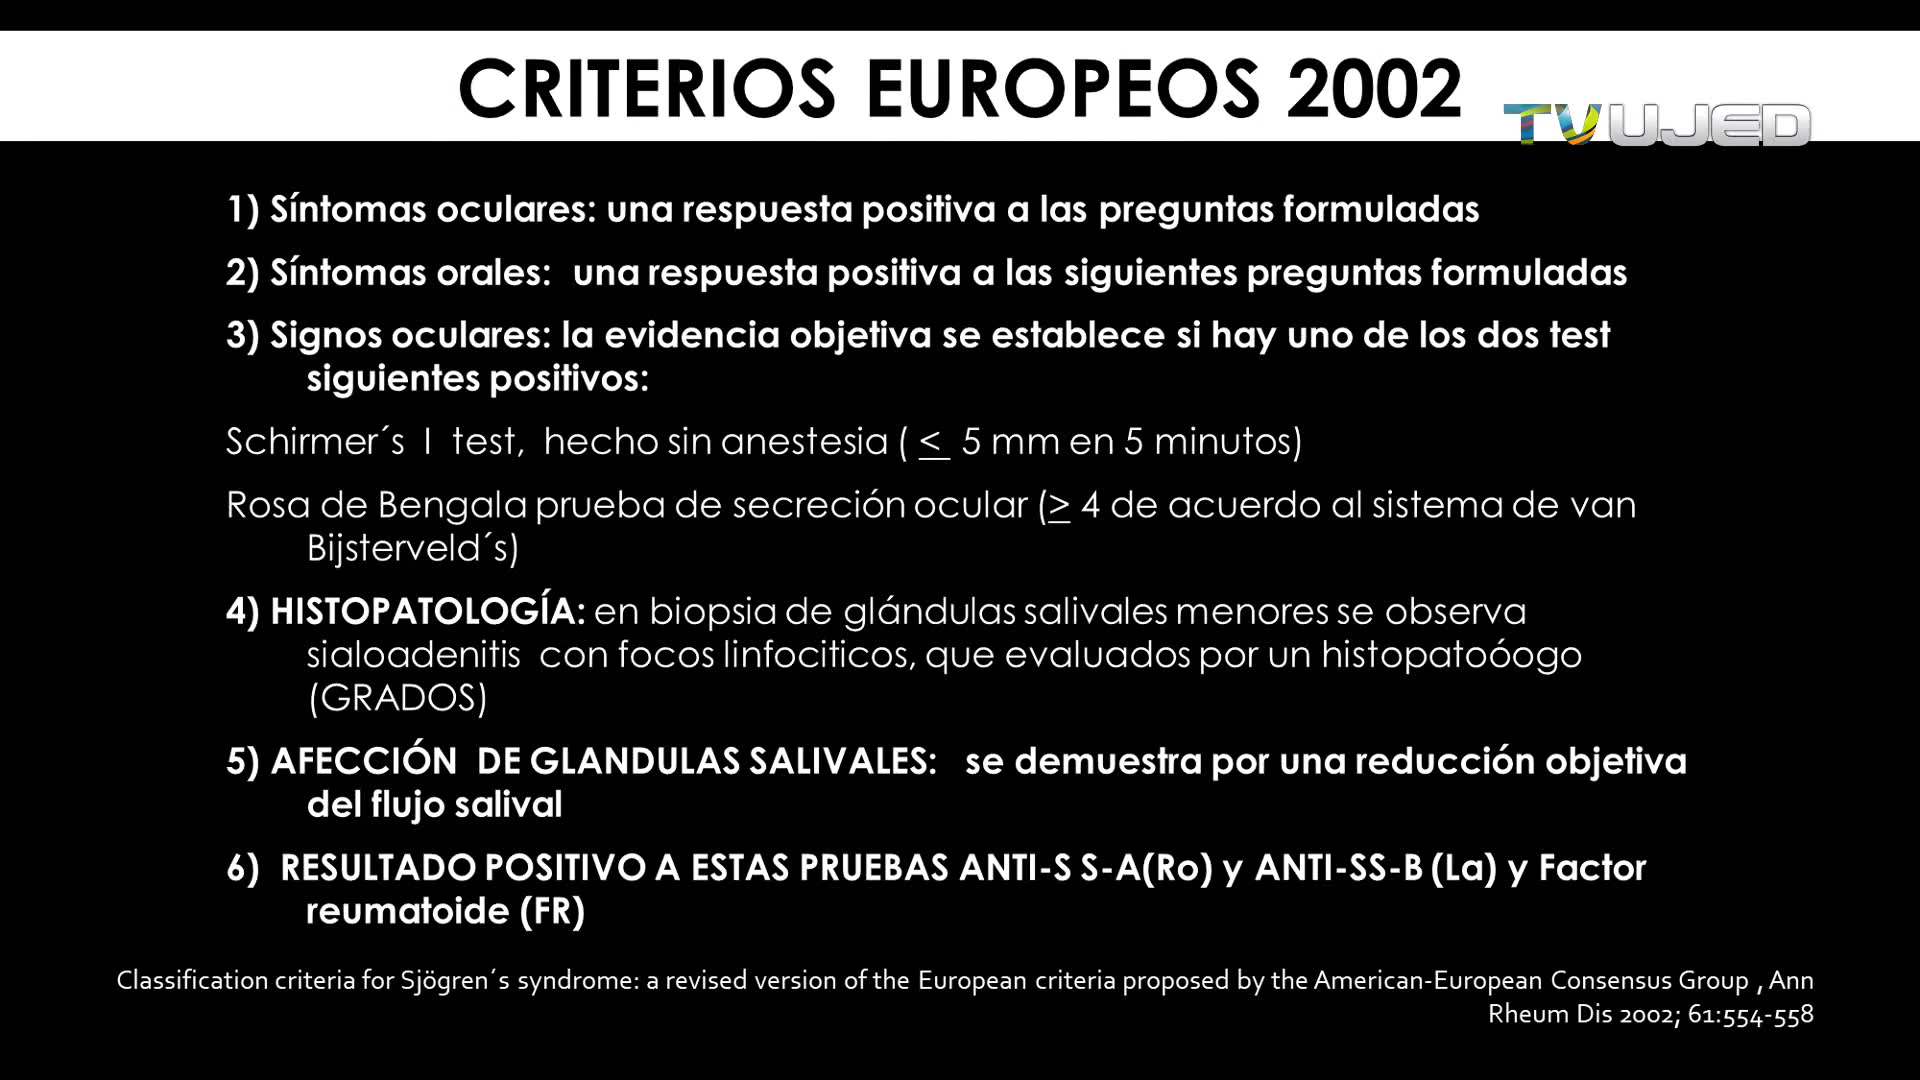 CRITERIOS EUROPEOS 2002
TVUJED
1) Síntomas oculares: una respuesta positiva a las preguntas formuladas
2) Síntomas orales: una respuesta positiva a las siguientes preguntas formuladas
3) Signos oculares: la evidencia objetiva se establece si hay uno de los dos test
siguientes positivos:
Schirmer´s I test, hecho sin anestesia ( < 5 mm en 5 minutos)
Rosa de Bengala prueba de secreción ocular (> 4 de acuerdo al sistema de van
Bijsterveld´s)
4) HISTOPATOLOGÍA: en biopsia de glándulas salivales menores se observa
sialoadenitis con focos linfociticos, que evaluados por un histopatoóogo
(GRADOS)
5) AFECCIÓN DE GLANDULAS SALIVALES: se demuestra por una reducción objetiva
del flujo salival
6) RESULTADO POSITIVO A ESTAS PRUEBAS ANTI-S S-A(Ro) y ANTI-SS-B (La) y Factor
reumatoide (FR)
Classification criteria for Sjögren´s syndrome: a revised version of the European criteria proposed by the American-European Consensus Group , Ann
Rheum Dis 2002; 61:554-558